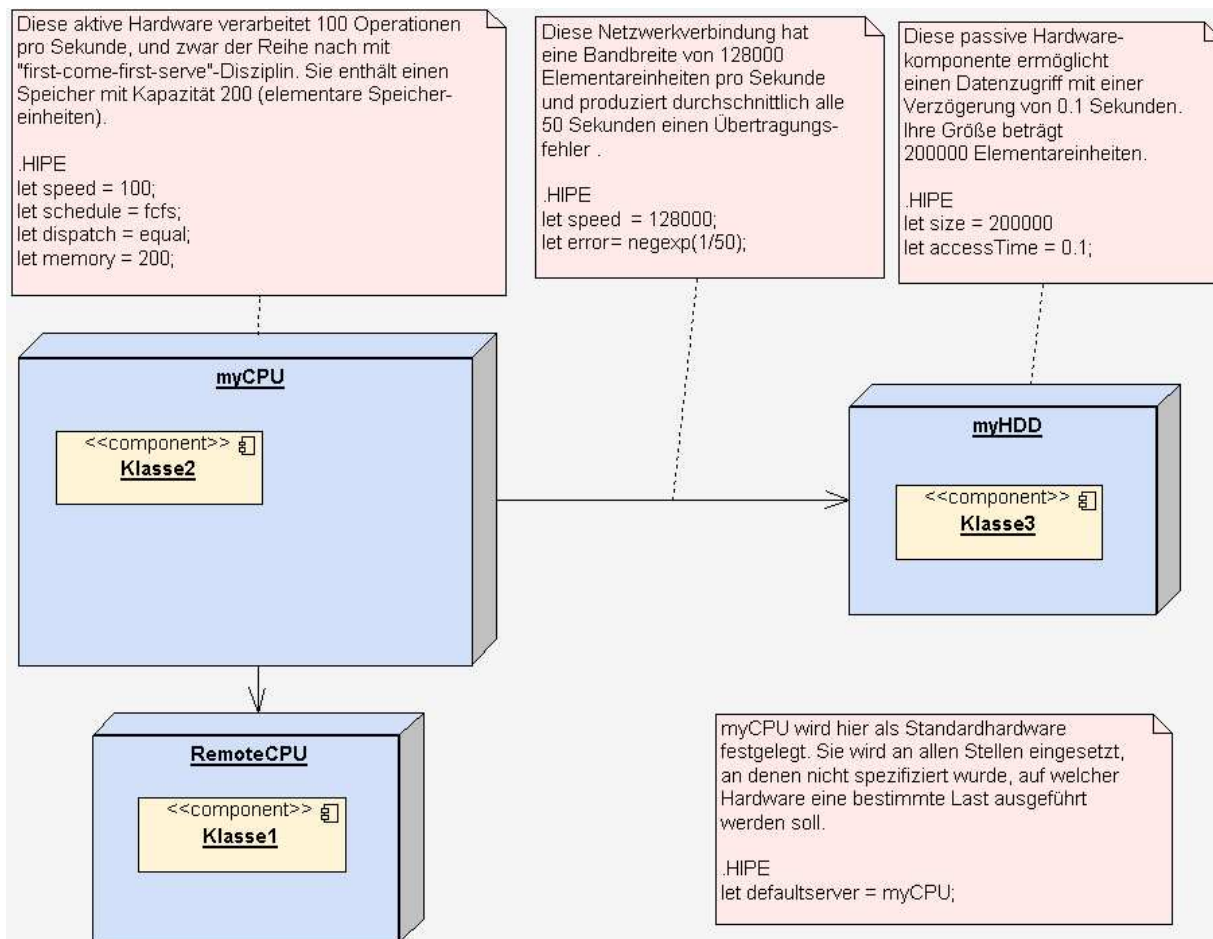 Diese aktive Hardware verarbeitet 100 Operationen
pro Sekunde, und zwar der Reihe nach mit
"first-come-first-serve"-Disziplin. Sie enthält einen
Speicher mit Kapazität 200 (elementare Speicher-
einheiten).
.HIPE
let speed = 100;
let schedule = fcfs;
let dispatch = equal;
let memory = 200;
Diese Netzwerkverbindung hat
eine Bandbreite von 128000
Elementareinheiten pro Sekunde
und produziert durchschnittlich alle
50 Sekunden einen Übertragungs-
fehler .
.HIPE
let speed  = 128000;
let error= negexp(1/50);
Diese passive Hardware-
komponente ermöglicht
einen Datenzugriff mit einer
Verzögerung von 0.1 Sekunden.
Ihre Größe beträgt
200000 Elementareinheiten.
.HIPE
let size = 200000
let accessTime = 0.1;
myCPU
<<component>>
Klasse2
myHDD
<<component>>
Klasse3
RemoteCPU
<<component>>
Klasse1
myCPU wird hier als Standardhardware
festgelegt. Sie wird an allen Stellen eingesetzt,
an denen nicht spezifiziert wurde, auf welcher
Hardware eine bestimmte Last ausgeführt
werden soll.
.HIPE
let defaultserver = myCPU;